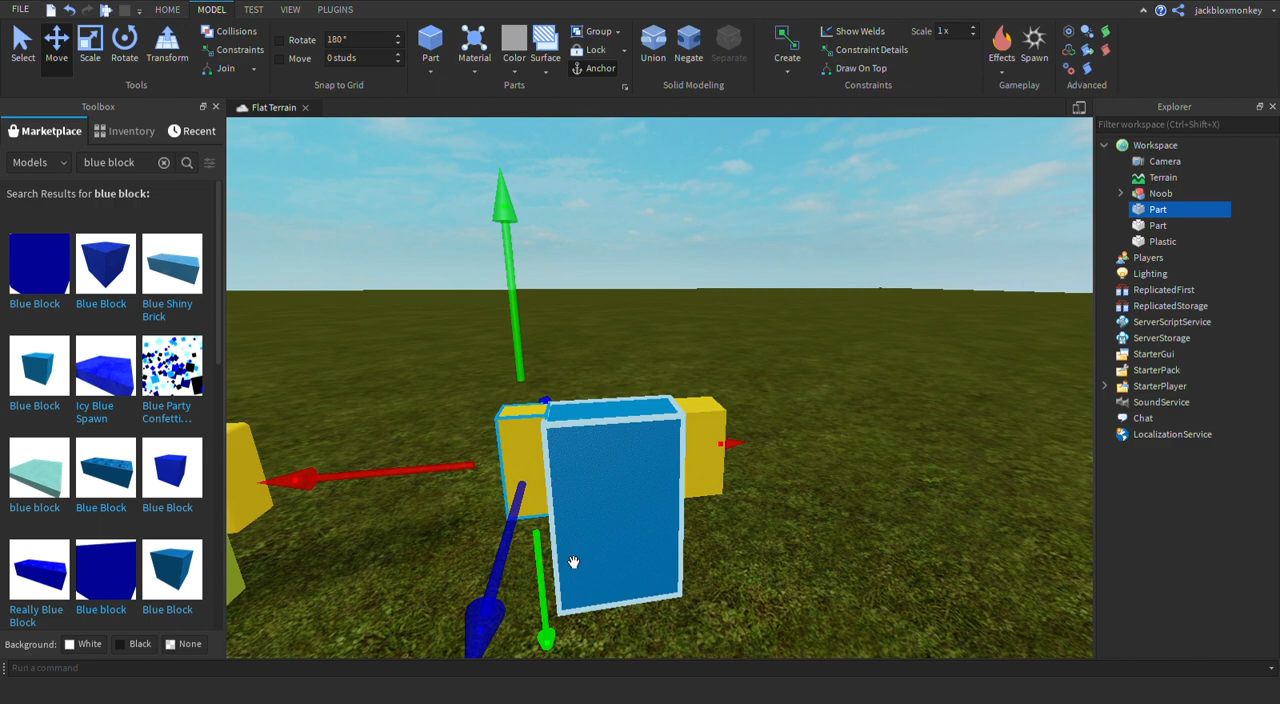 FILE MODEL HOME TEST VIEW PLUGINS jackbloxmonkey
Select Move Scale Rotate Transform
Collisions
Constraints
Join
Tools
Rotate 180°
Move 0 studs
Snap to Grid
Part Material Color Surface
Group
Lock
Anchor
Parts
Union Negate Separate
Solid Modeling
Create
Show Welds Scale 1 x
Constraint Details
Draw On Top
Constraints
Effects Spawn
Gameplay
Advanced
Toolbox
Marketplace Inventory Recent
Models blue block
Search Results for blue block:
Blue Block Blue Block Blue Shiny
Brick
Blue Block Icy Blue Blue Party
Spawn Confetti...
blue block Blue Block Blue Block
Really Blue Blue block Blue Block
Block
Background: White Black None
Flat Terrain
Explorer
Filter workspace (Ctrl+Shift+X)
Workspace
Camera
Terrain
Noob
Part
Part
Plastic
Players
Lighting
ReplicatedFirst
ReplicatedStorage
ServerScriptService
ServerStorage
StarterGui
StarterPack
StarterPlayer
SoundService
Chat
LocalizationService
Run a command